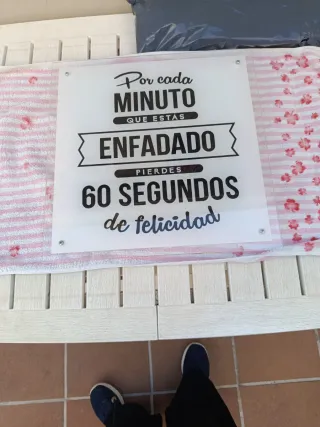 Por cada
MINUTO
QUE ESTÁS
ENFADADO
PIERDES
60 SEGUNDOS
de felicidad